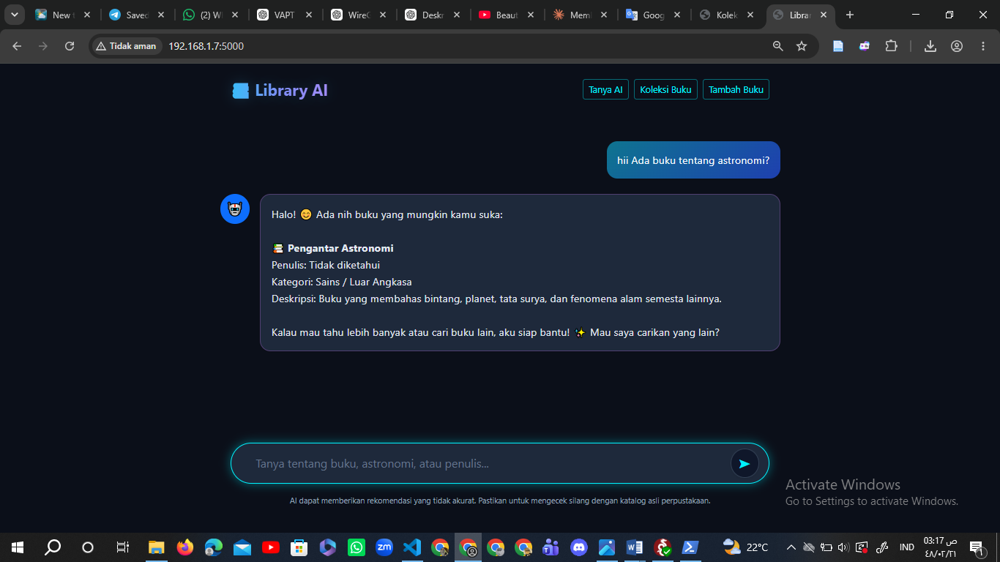 New t
Saved
(2) Wh
VAPT
WireG
Deskr
Beaut
Mem
Goog
Kolek
Librar
Tidak aman
192.168.1.7:5000
Library AI
Tanya AI
Koleksi Buku
Tambah Buku
hii Ada buku tentang astronomi?
Halo! 😊 Ada nih buku yang mungkin kamu suka:
📚 Pengantar Astronomi
Penulis: Tidak diketahui
Kategori: Sains / Luar Angkasa
Deskripsi: Buku yang membahas bintang, planet, tata surya, dan fenomena alam semesta lainnya.
Kalau mau tahu lebih banyak atau cari buku lain, aku siap bantu! ✨ Mau saya carikan yang lain?
Tanya tentang buku, astronomi, atau penulis...
AI dapat memberikan rekomendasi yang tidak akurat. Pastikan untuk mengecek silang dengan katalog asli perpustakaan.
Activate Windows
Go to Settings to activate Windows.
zm
22°C
IND
03:17 ص
1